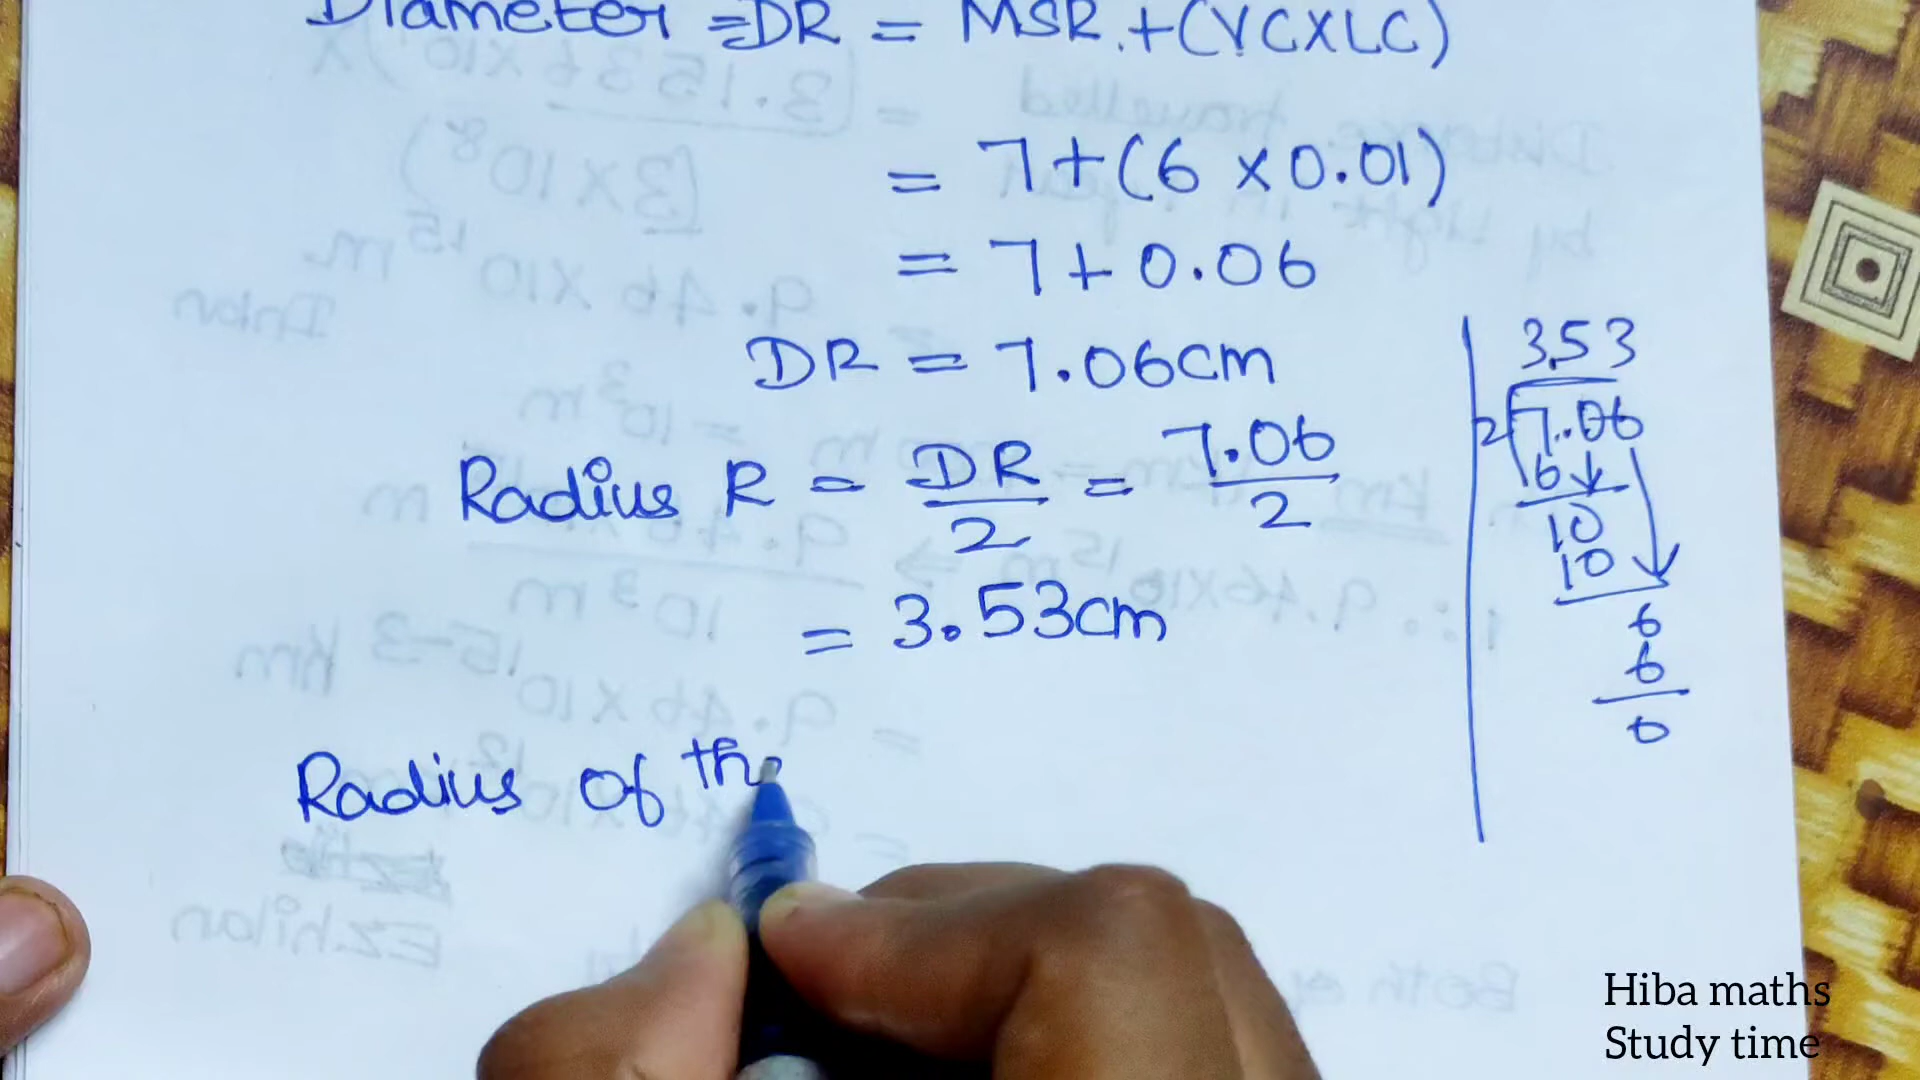 Diameter = DR = MSR + (VC X LC)
= 7 + (6 × 0.01)
= 7 + 0.06
DR = 7.06cm
Radius R = DR/2 = 7.06/2
= 3.53cm
Radius of the
3.53
2 7.06
6
10
10
6
6
0
Hiba maths
Study time